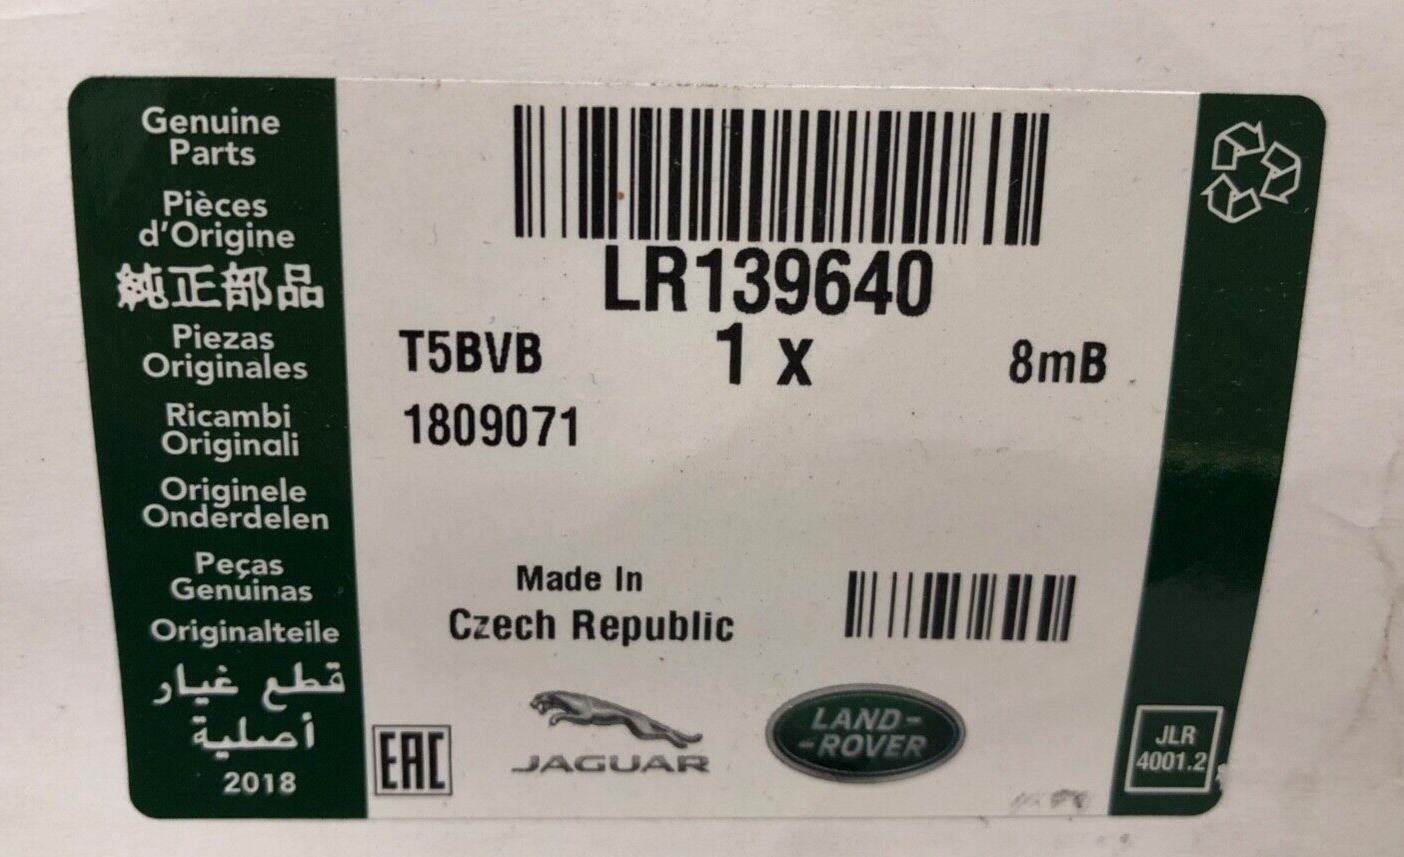 Genuine
Parts
Pièces
d'Origine
純正部品
Piezas
Originales
Ricambi
Originali
Originele
Onderdelen
Peças
Genuinas
Originalteile
قطع غيار
أصلية
2018
LR139640
T5BVB 1 x 8mB
1809071
Made In
Czech Republic
EAC
JAGUAR
LAND-
-ROVER
JLR
4001.2